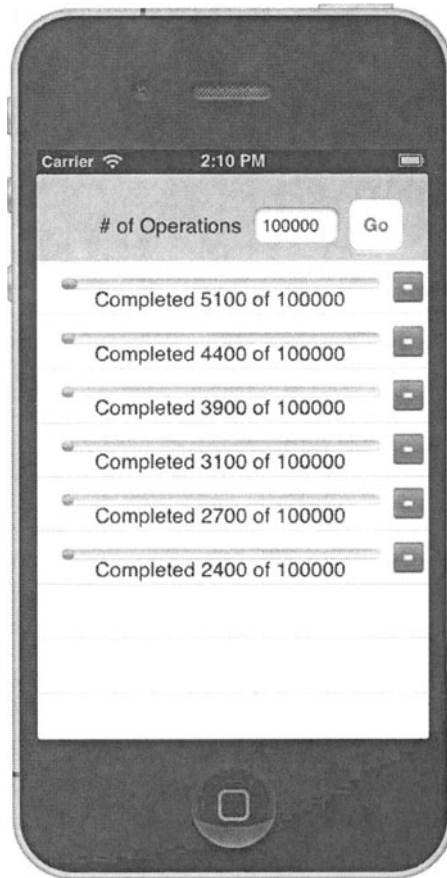 Carrier 2:10 PM
# of Operations 100000 Go
Completed 5100 of 100000
-
Completed 4400 of 100000
-
Completed 3900 of 100000
-
Completed 3100 of 100000
-
Completed 2700 of 100000
-
Completed 2400 of 100000
-